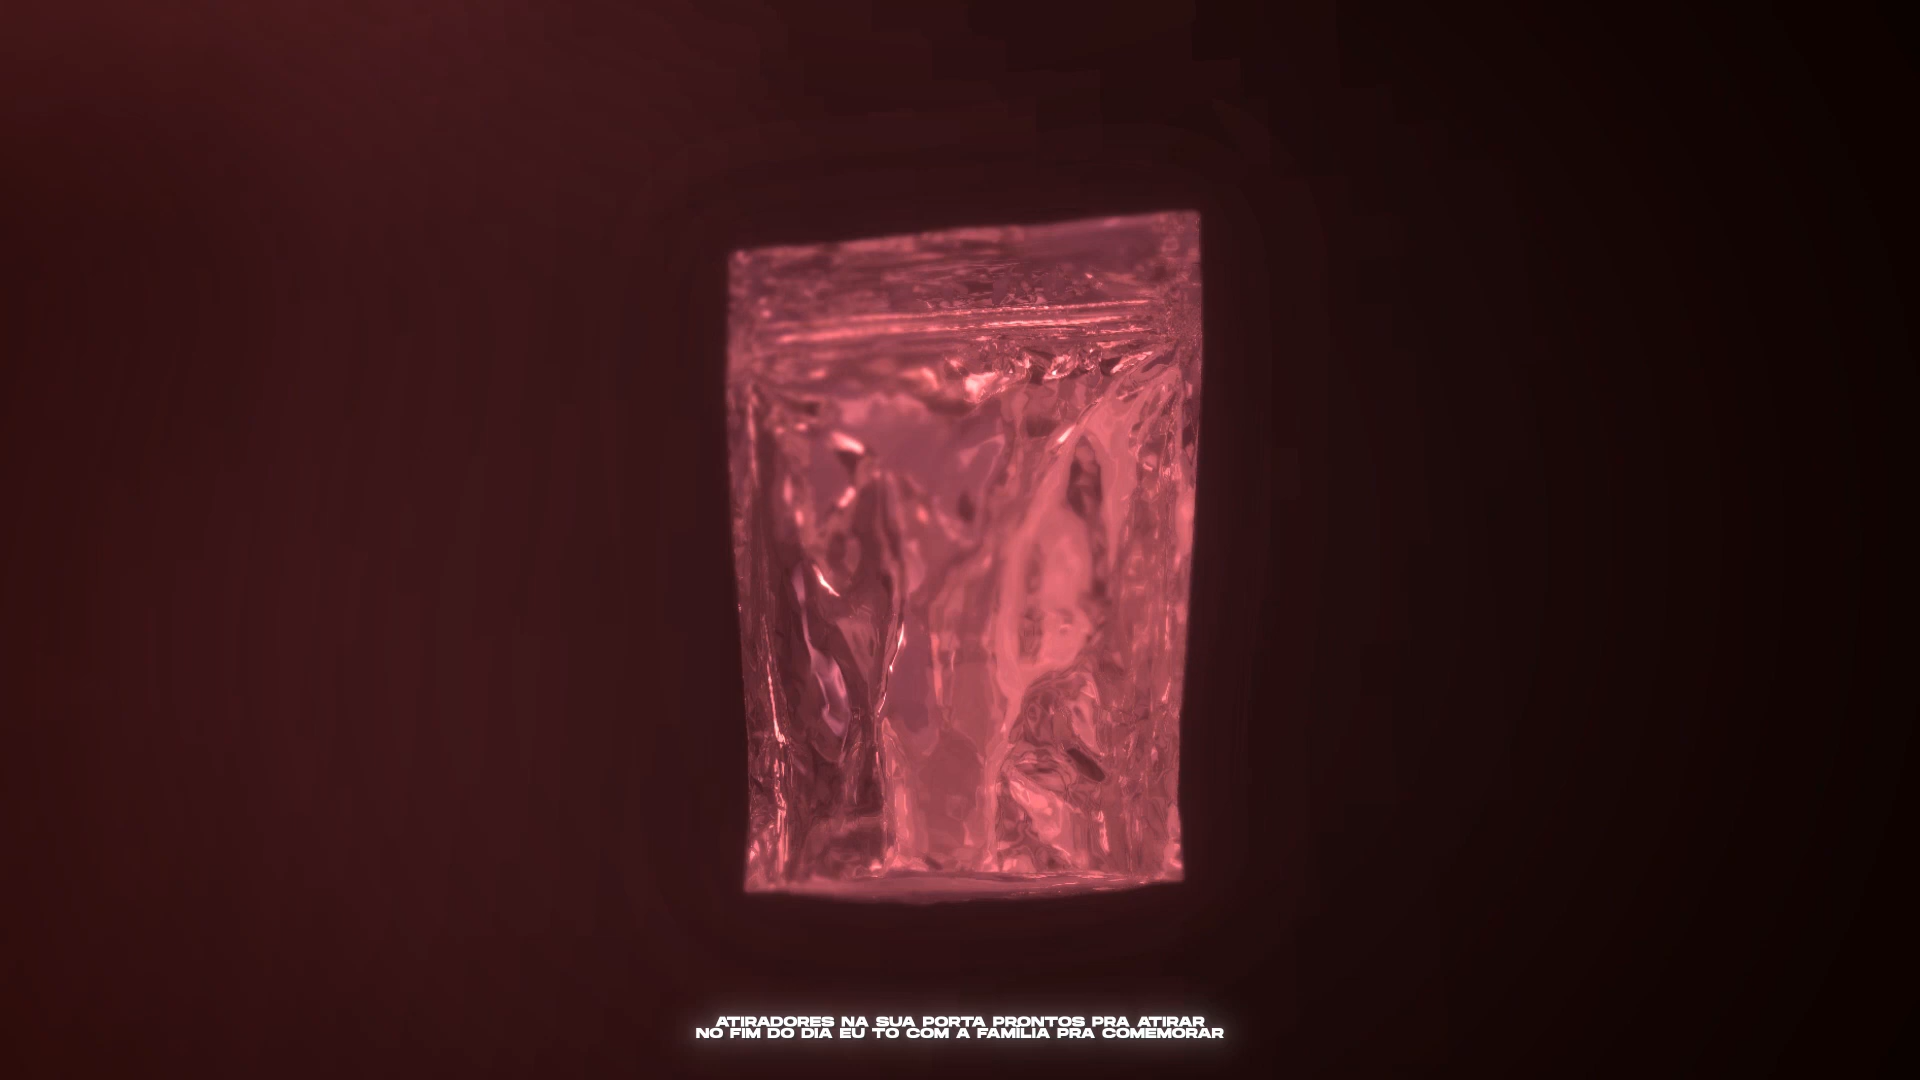 ATIRADORES NA SUA PORTA PRONTOS PRA ATIRAR
NO FIM DO DIA EU TO COM A FAMÍLIA PRA COMEMORAR